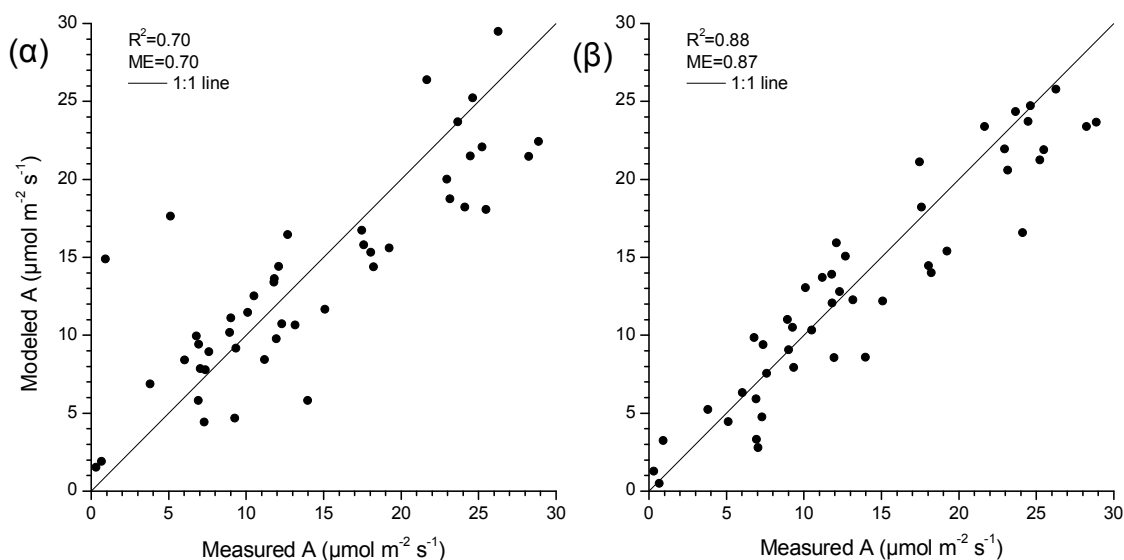 (α)
R²=0.70
ME=0.70
1:1 line
30
25
20
15
10
5
0
0 5 10 15 20 25 30
Modeled A (µmol m⁻² s⁻¹)
Measured A (µmol m⁻² s⁻¹)
(β)
R²=0.88
ME=0.87
1:1 line
30
25
20
15
10
5
0
0 5 10 15 20 25 30
Measured A (µmol m⁻² s⁻¹)